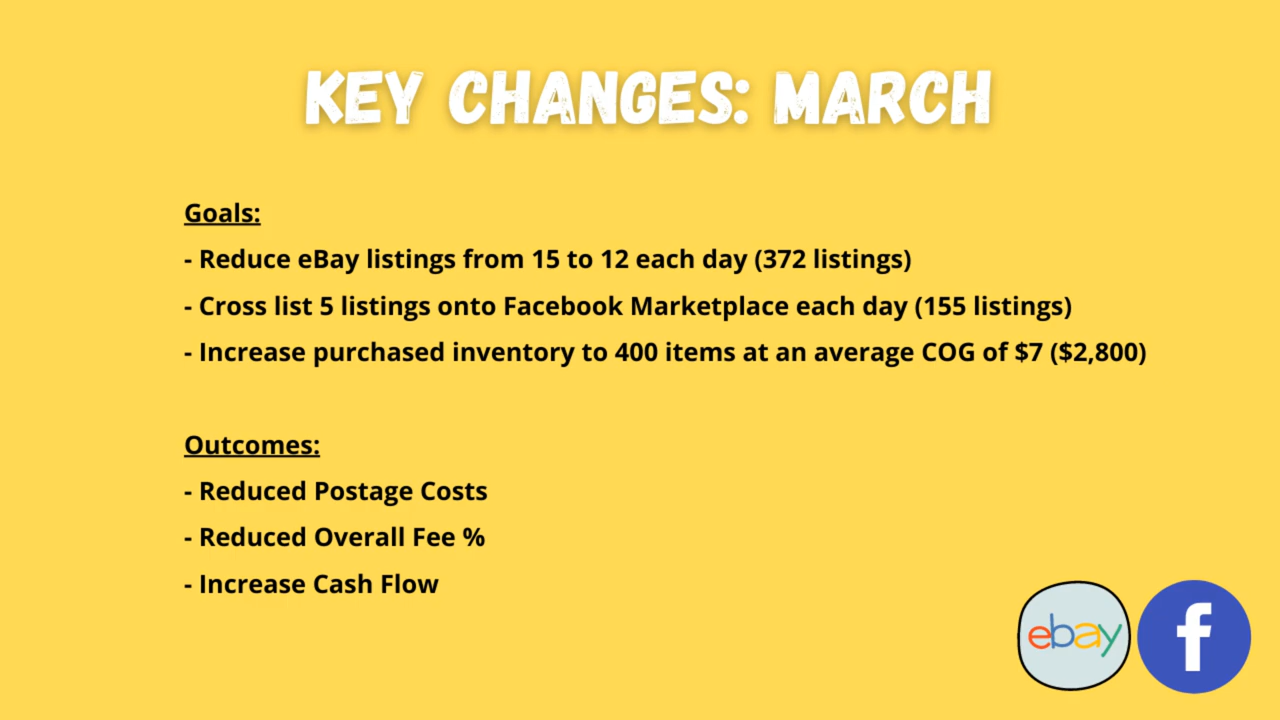 KEY CHANGES: MARCH
Goals:
- Reduce eBay listings from 15 to 12 each day (372 listings)
- Cross list 5 listings onto Facebook Marketplace each day (155 listings)
- Increase purchased inventory to 400 items at an average COG of $7 ($2,800)
Outcomes:
- Reduced Postage Costs
- Reduced Overall Fee %
- Increase Cash Flow
ebay
f